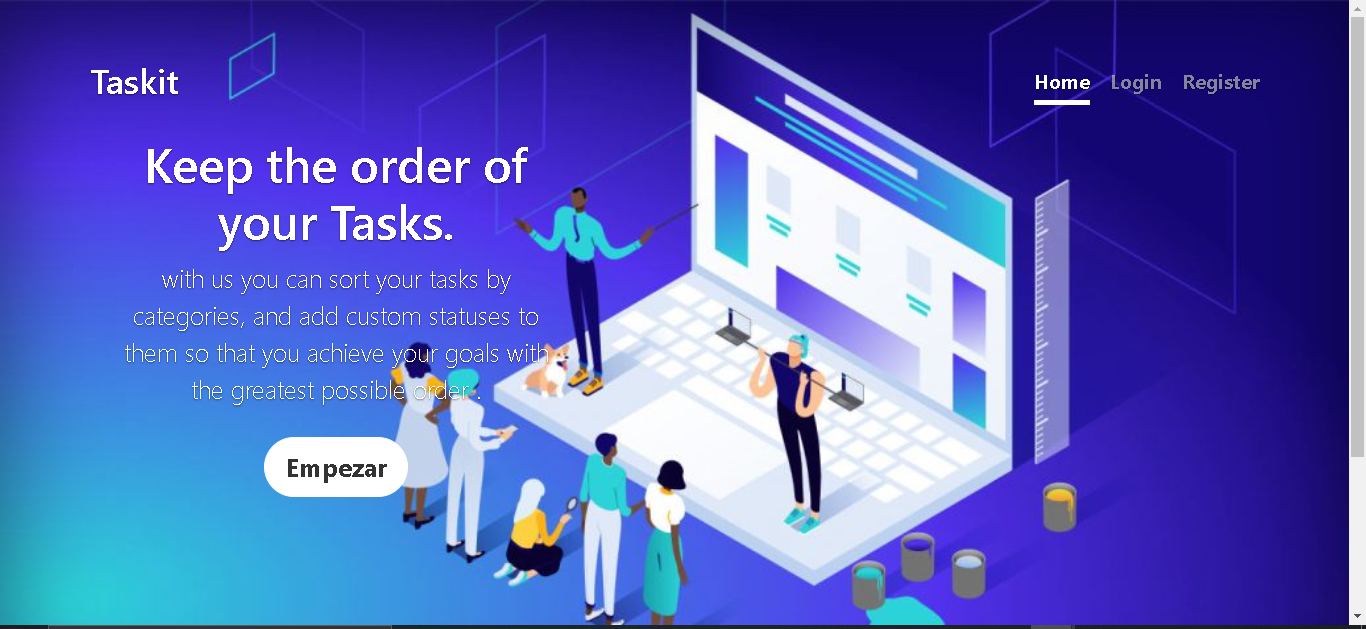 Taskit
Home Login Register
Keep the order of
your Tasks.
with us you can sort your tasks by
categories, and add custom statuses to
them so that you achieve your goals with
the greatest possible order .
Empezar